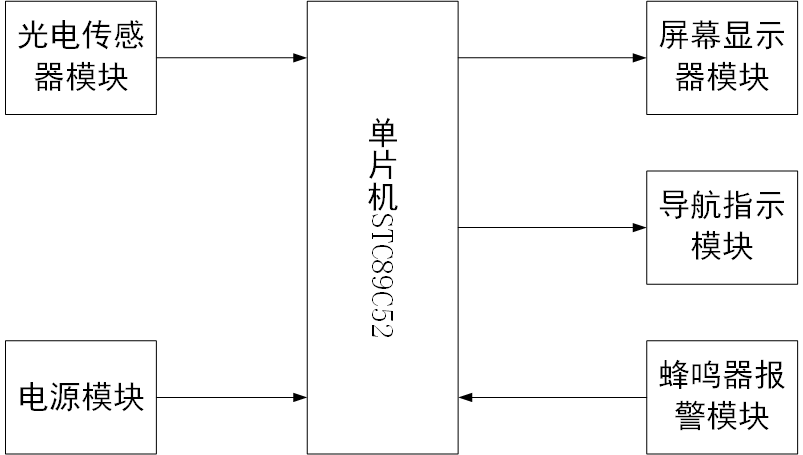 光电传感
器模块
屏幕显示
器模块
单片机STC89C52
导航指示
模块
电源模块
蜂鸣器报
警模块